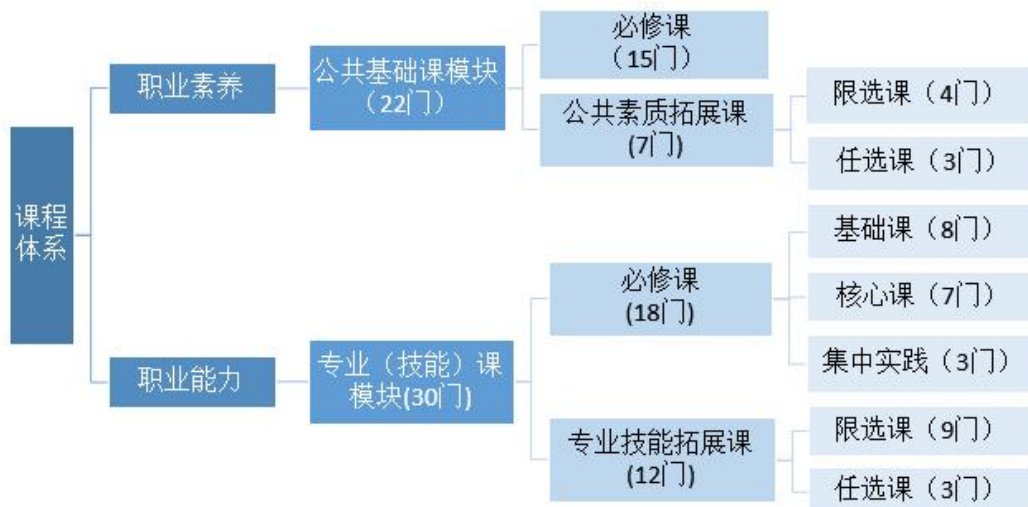 课程
体系
职业素养
公共基础课模块
（22门）
必修课
（15门）
公共素质拓展课
(7门)
限选课（4门）
任选课（3门）
职业能力
专业（技能）课
模块(30门)
必修课
(18门)
基础课（8门）
核心课（7门）
集中实践（3门）
专业技能拓展课
(12门)
限选课（9门）
任选课（3门）